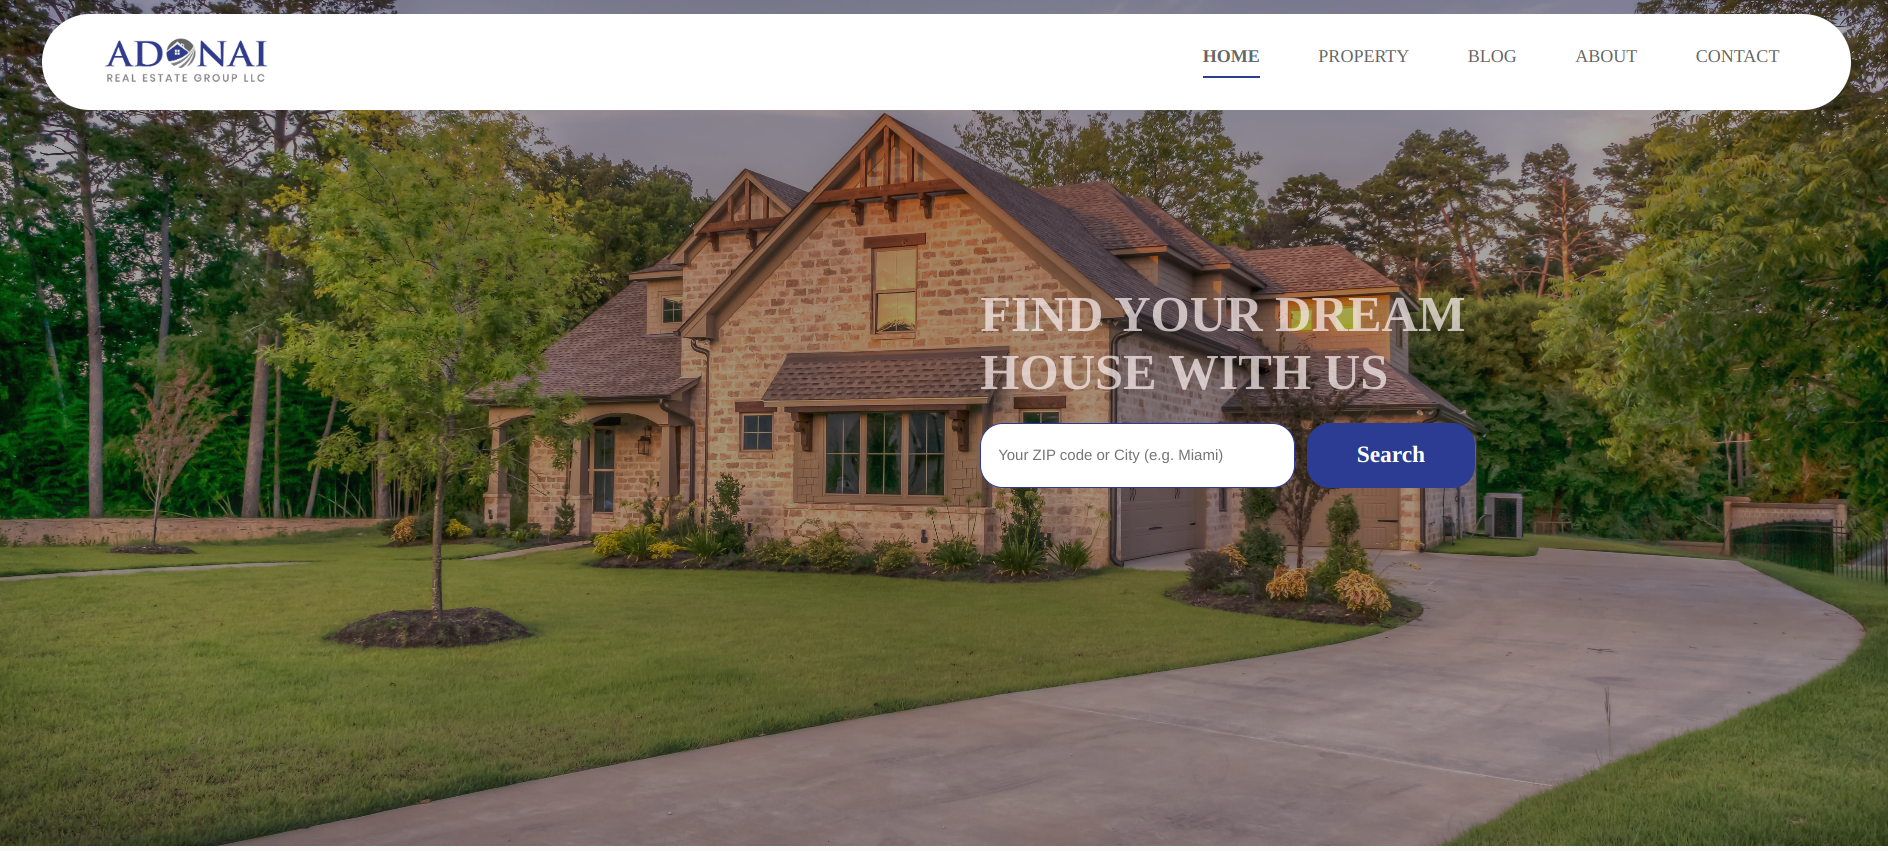 ADONAI
REAL ESTATE GROUP LLC
HOME
PROPERTY
BLOG
ABOUT
CONTACT
FIND YOUR DREAM
HOUSE WITH US
Your ZIP code or City (e.g. Miami)
Search